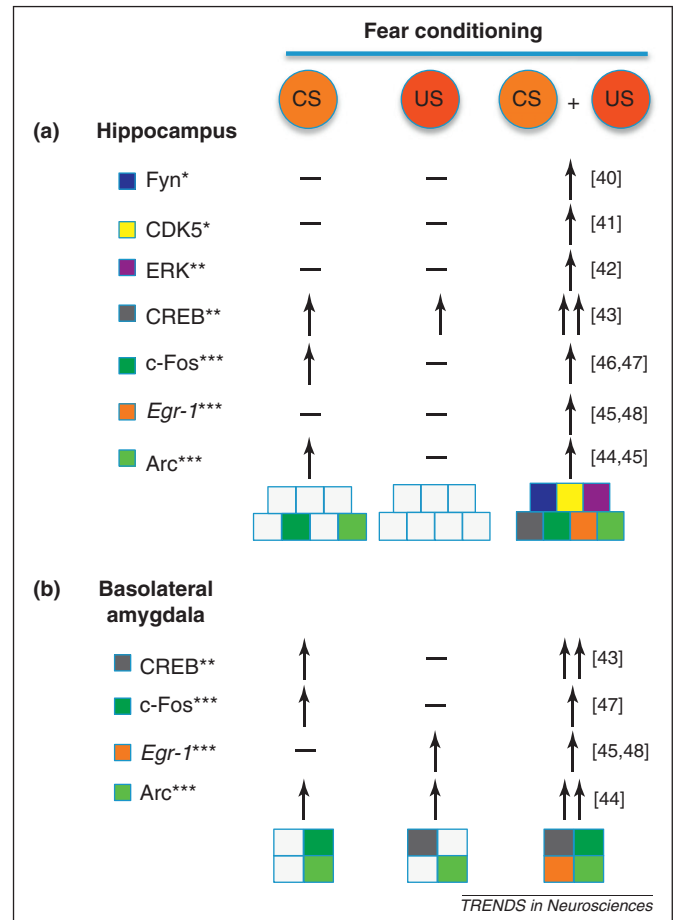 Fear conditioning
CS US CS + US
(a) Hippocampus
Fyn* – – ↑ [40]
CDK5* – – ↑ [41]
ERK** – – ↑ [42]
CREB** ↑ ↑ ↑↑ [43]
c-Fos*** ↑ – ↑ [46,47]
Egr-1*** – – ↑ [45,48]
Arc*** ↑ – ↑ [44,45]
(b) Basolateral
amygdala
CREB** ↑ – ↑↑ [43]
c-Fos*** ↑ – ↑ [47]
Egr-1*** – ↑ ↑ [45,48]
Arc*** ↑ ↑ ↑↑ [44]
TRENDS in Neurosciences